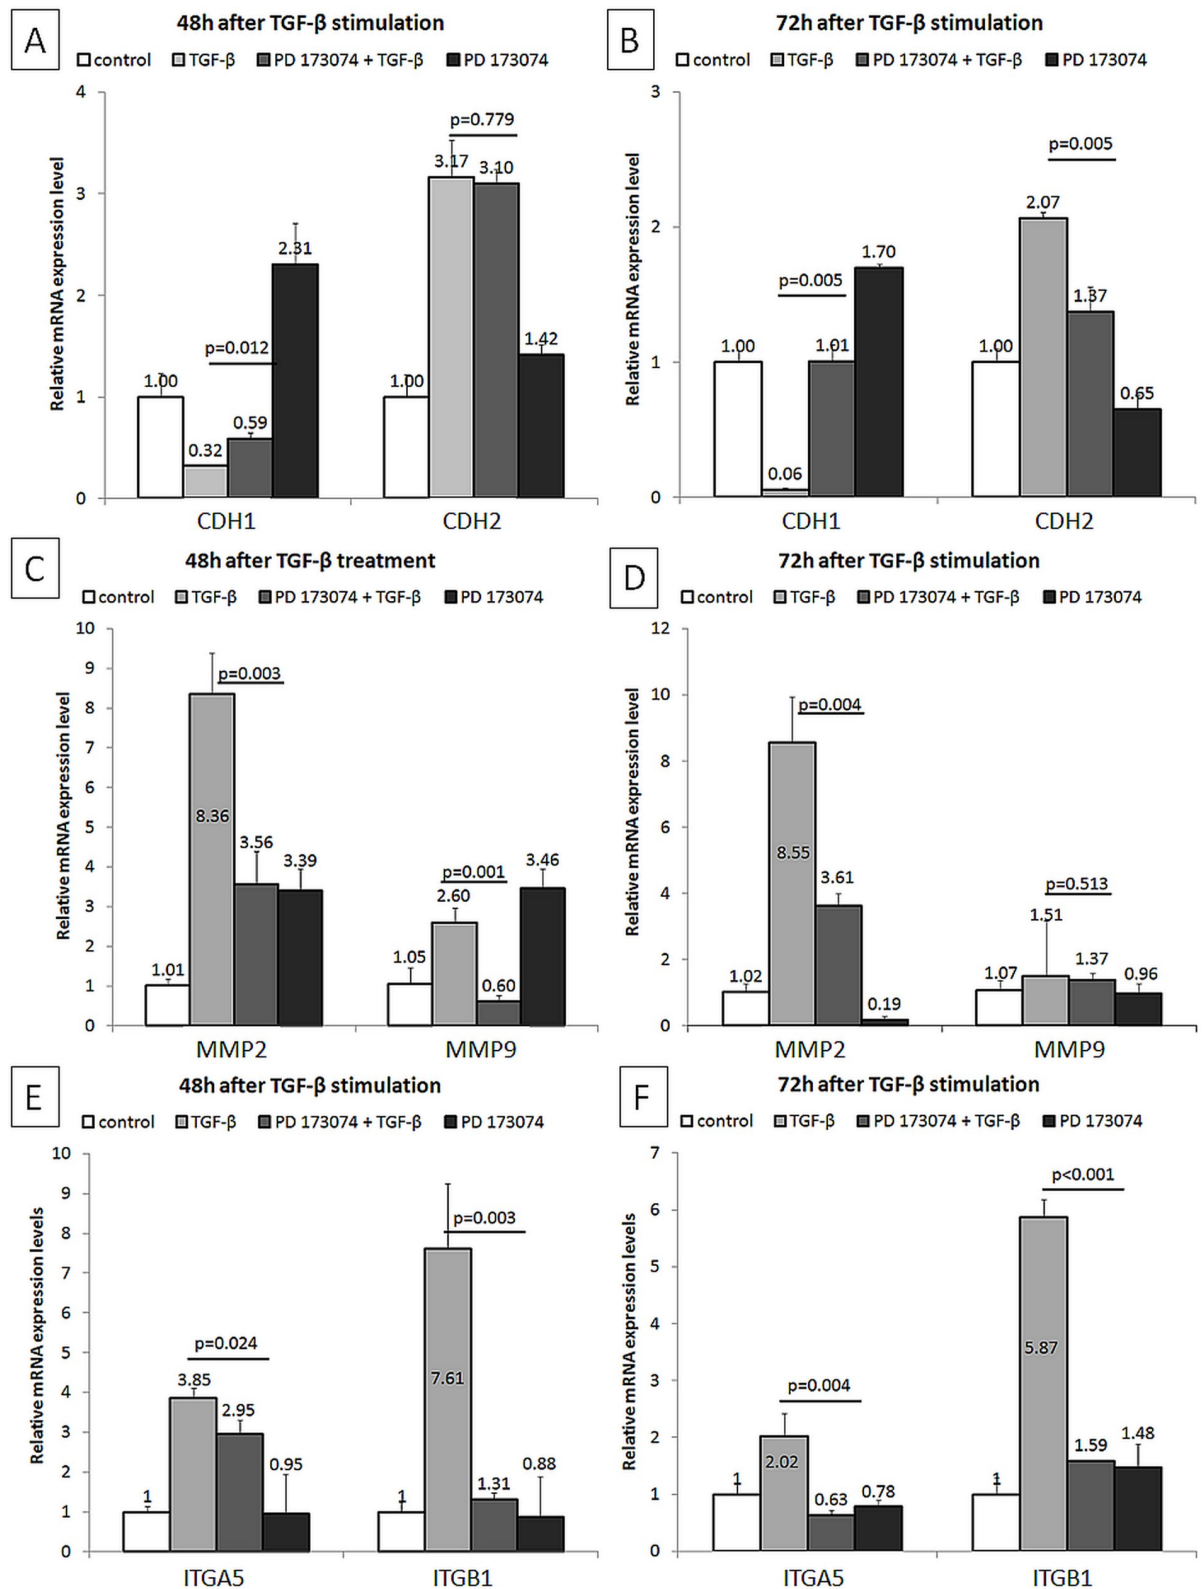 A
48h after TGF-β stimulation
control TGF-β PD 173074 + TGF-β PD 173074
Relative mRNA expression level
4
3
2
1
0
p=0.012
1.00
0.32
0.59
2.31
p=0.779
1.00
3.17
3.10
1.42
CDH1 CDH2
B
72h after TGF-β stimulation
control TGF-β PD 173074 + TGF-β PD 173074
Relative mRNA expression level
3
2
1
0
p=0.005
1.00
0.06
1.01
1.70
p=0.005
1.00
2.07
1.37
0.65
CDH1 CDH2
C
48h after TGF-β treatment
control TGF-β PD 173074 + TGF-β PD 173074
Relative mRNA expression level
10
9
8
7
6
5
4
3
2
1
0
p=0.003
1.01
8.36
3.56
3.39
p=0.001
1.05
2.60
0.60
3.46
MMP2 MMP9
D
72h after TGF-β stimulation
control TGF-β PD 173074 + TGF-β PD 173074
Relative mRNA expression level
12
10
8
6
4
2
0
p=0.004
1.02
8.55
3.61
0.19
p=0.513
1.07
1.51
1.37
0.96
MMP2 MMP9
E
48h after TGF-β stimulation
control TGF-β PD 173074 + TGF-β PD 173074
Relative mRNA expression levels
10
9
8
7
6
5
4
3
2
1
0
p=0.024
1
3.85
2.95
0.95
p=0.003
1
7.61
1.31
0.88
ITGA5 ITGB1
F
72h after TGF-β stimulation
control TGF-β PD 173074 + TGF-β PD 173074
Relative mRNA expression levels
7
6
5
4
3
2
1
0
p=0.004
1
2.02
0.63
0.78
p<0.001
1
5.87
1.59
1.48
ITGA5 ITGB1